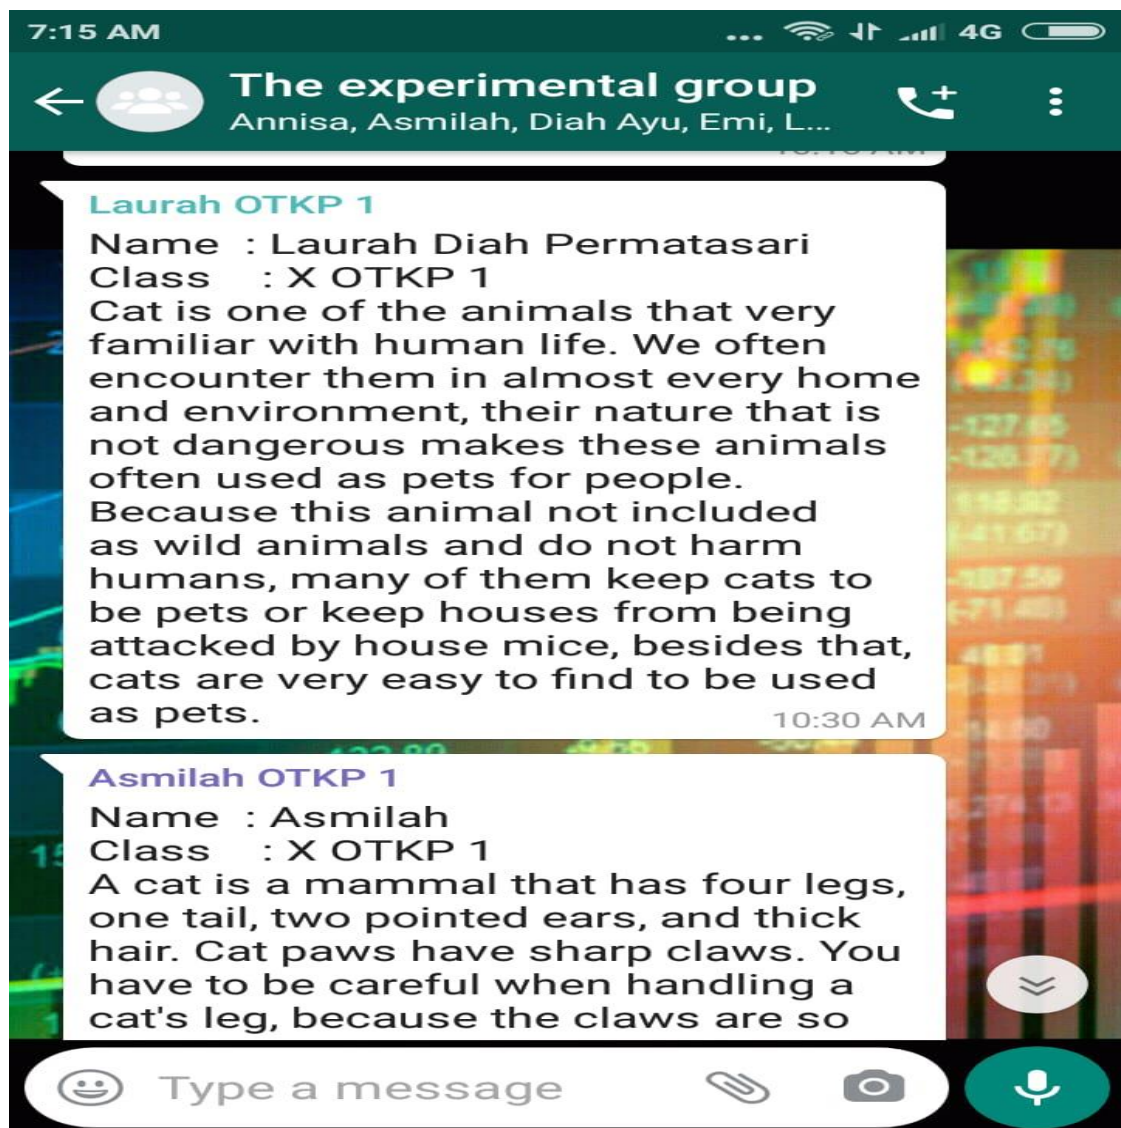 7:15 AM
... 4G
The experimental group
Annisa, Asmilah, Diah Ayu, Emi, L...
Laurah OTKP 1
Name : Laurah Diah Permatasari
Class : X OTKP 1
Cat is one of the animals that very
familiar with human life. We often
encounter them in almost every home
and environment, their nature that is
not dangerous makes these animals
often used as pets for people.
Because this animal not included
as wild animals and do not harm
humans, many of them keep cats to
be pets or keep houses from being
attacked by house mice, besides that,
cats are very easy to find to be used
as pets.
10:30 AM
Asmilah OTKP 1
Name : Asmilah
Class : X OTKP 1
A cat is a mammal that has four legs,
one tail, two pointed ears, and thick
hair. Cat paws have sharp claws. You
have to be careful when handling a
cat's leg, because the claws are so
Type a message